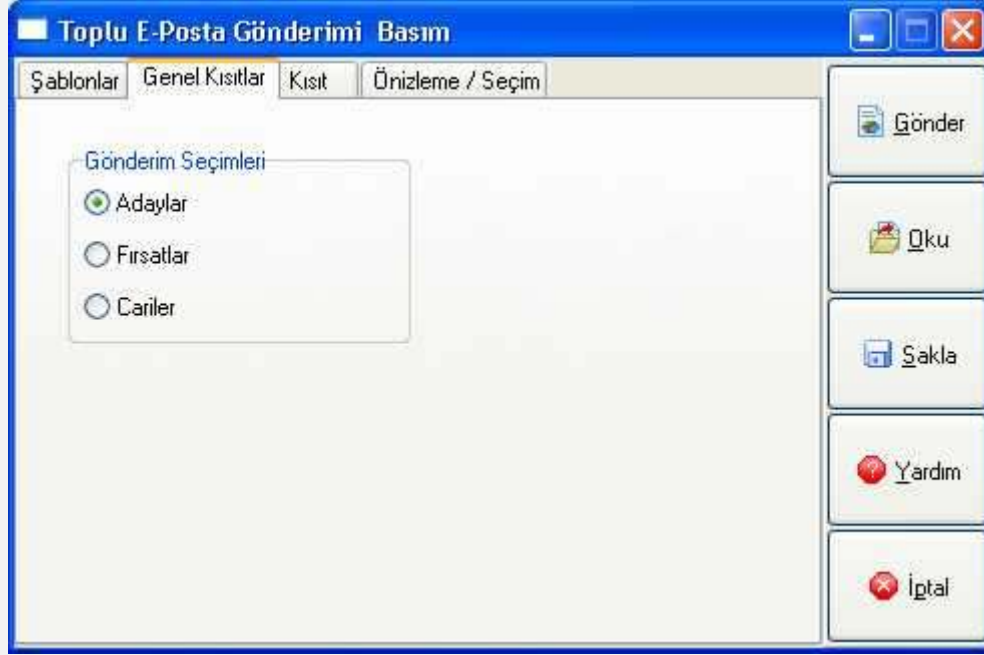 Toplu E-Posta Gönderimi Basım
Şablonlar Genel Kısıtlar Kısıt Önizleme / Seçim
Gönderim Seçimleri
Adaylar
Fırsatlar
Cariler
Gönder
Oku
Sakla
Yardım
İptal